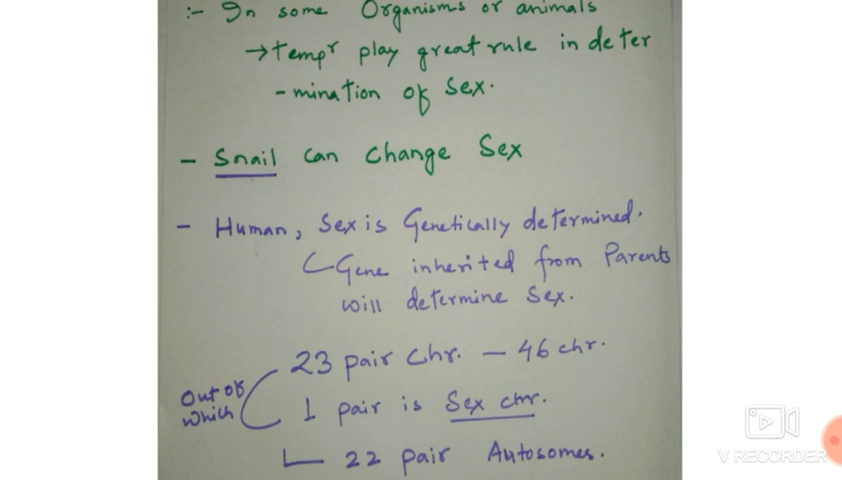 :- In some Organisms or animals
→ tempr play great rule in deter
-mination of Sex.
- Snail can change Sex
- Human, Sex is Genetically determined.
Gene inherited from Parents
will determine Sex.
23 pair Chr. - 46 chr.
Out of
which
1 pair is Sex chr.
22 pair Autosomes.
V RECORDER